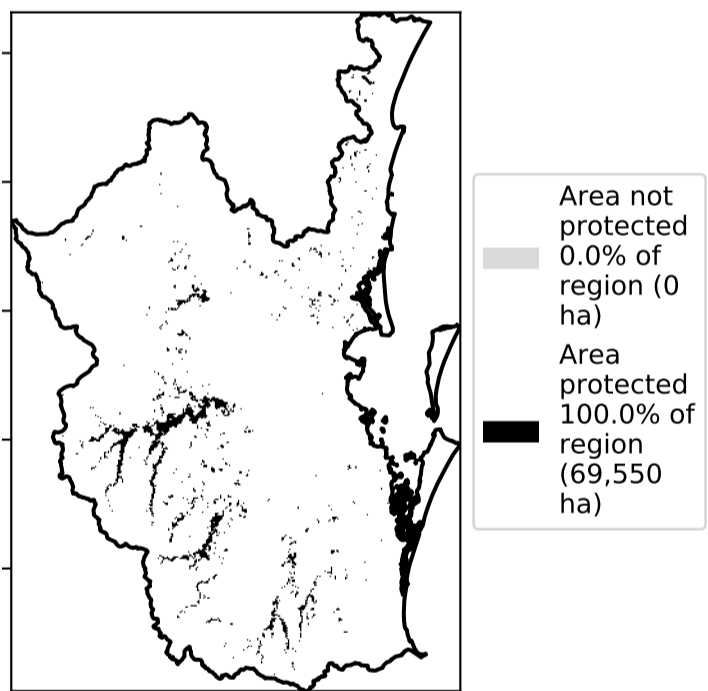 Area not
protected
0.0% of
region (0
ha)
Area
protected
100.0% of
region
(69,550
ha)